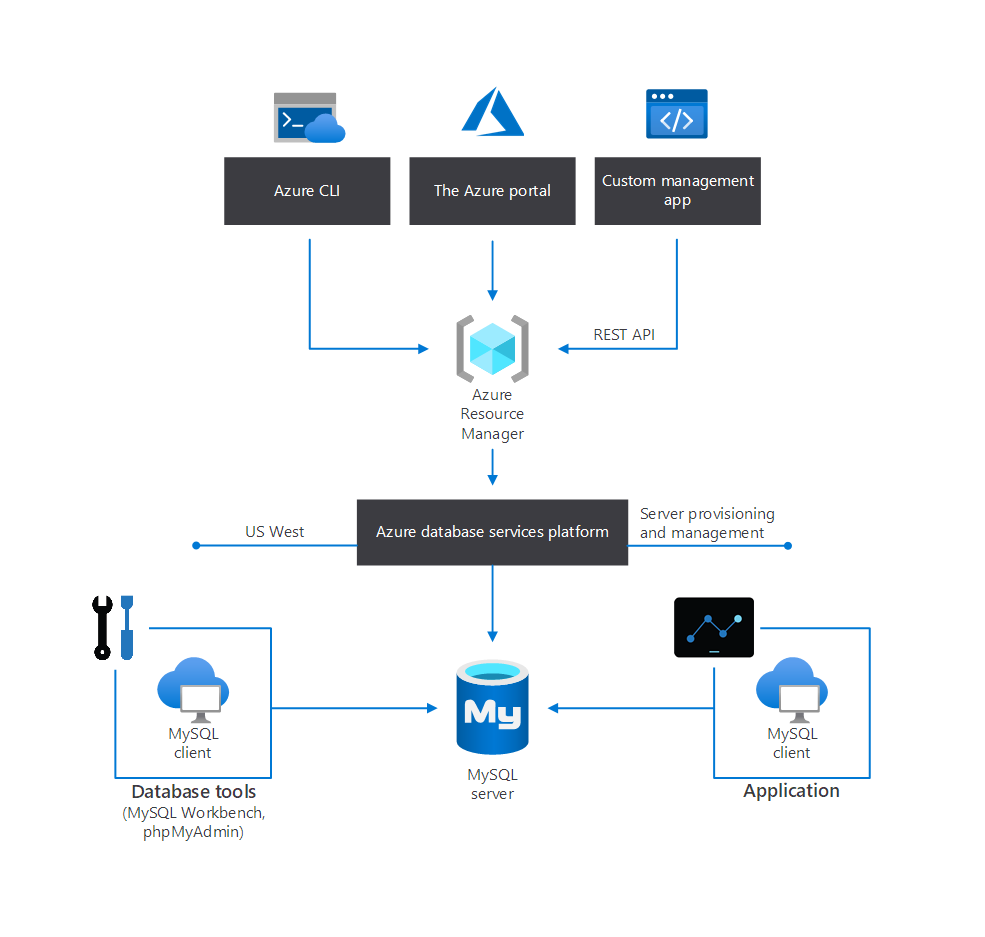 Azure CLI
The Azure portal
Custom management
app
REST API
Azure
Resource
Manager
US West
Azure database services platform
Server provisioning
and management
My
MySQL
client
MySQL
server
MySQL
client
Database tools
(MySQL Workbench,
phpMyAdmin)
Application